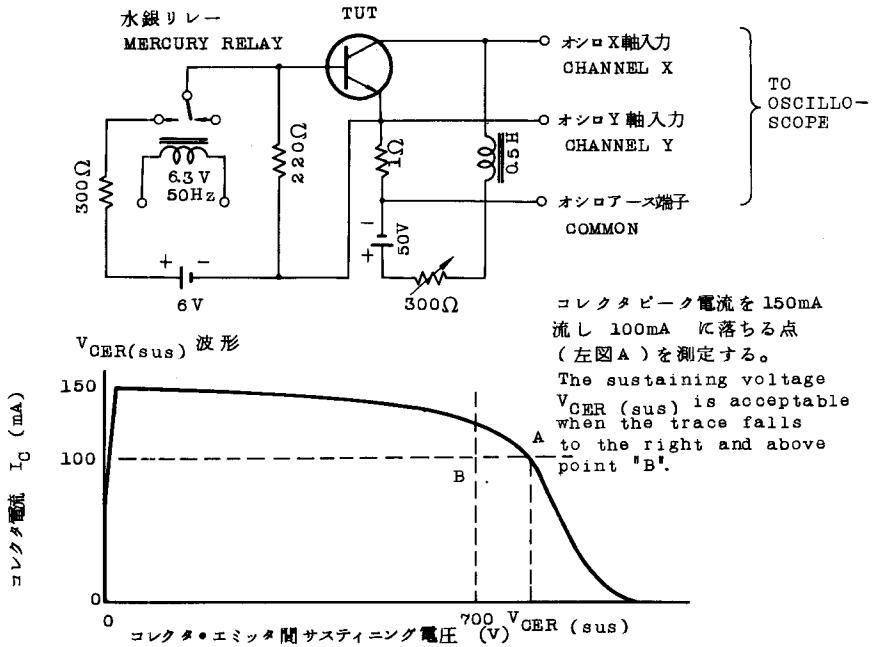 水銀リレー
MERCURY RELAY
TUT
オシロX軸入力
CHANNEL X
オシロY軸入力
CHANNEL Y
オシロアース端子
COMMON
TO
OSCILLO-
SCOPE
300Ω
6.3V
50Hz
220Ω
1Ω
0.5H
+ -
6V
-
+
50V
300Ω
コレクタピーク電流を150mA
流し 100mA に落ちる点
(左図A)を測定する。
The sustaining voltage
VCER (sus) is acceptable
when the trace falls
to the right and above
point "B".
VCER(sus) 波形
コレクタ電流 IC (mA)
150
100
0
A
B
0
700
VCER (sus)
コレクタ・エミッタ間サスティニング電圧 (V)